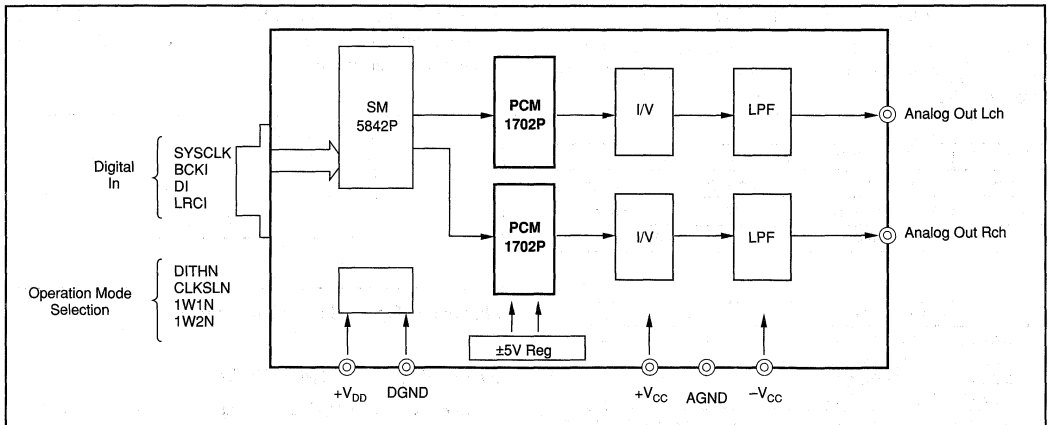 SM
5842P
PCM
1702P
I/V
LPF
Analog Out Lch
Digital
In
SYSCLK
BCKI
DI
LRCI
PCM
1702P
I/V
LPF
Analog Out Rch
Operation Mode
Selection
DITHN
CLKSLN
1W1N
1W2N
±5V Reg
+VDD
DGND
+VCC
AGND
–VCC